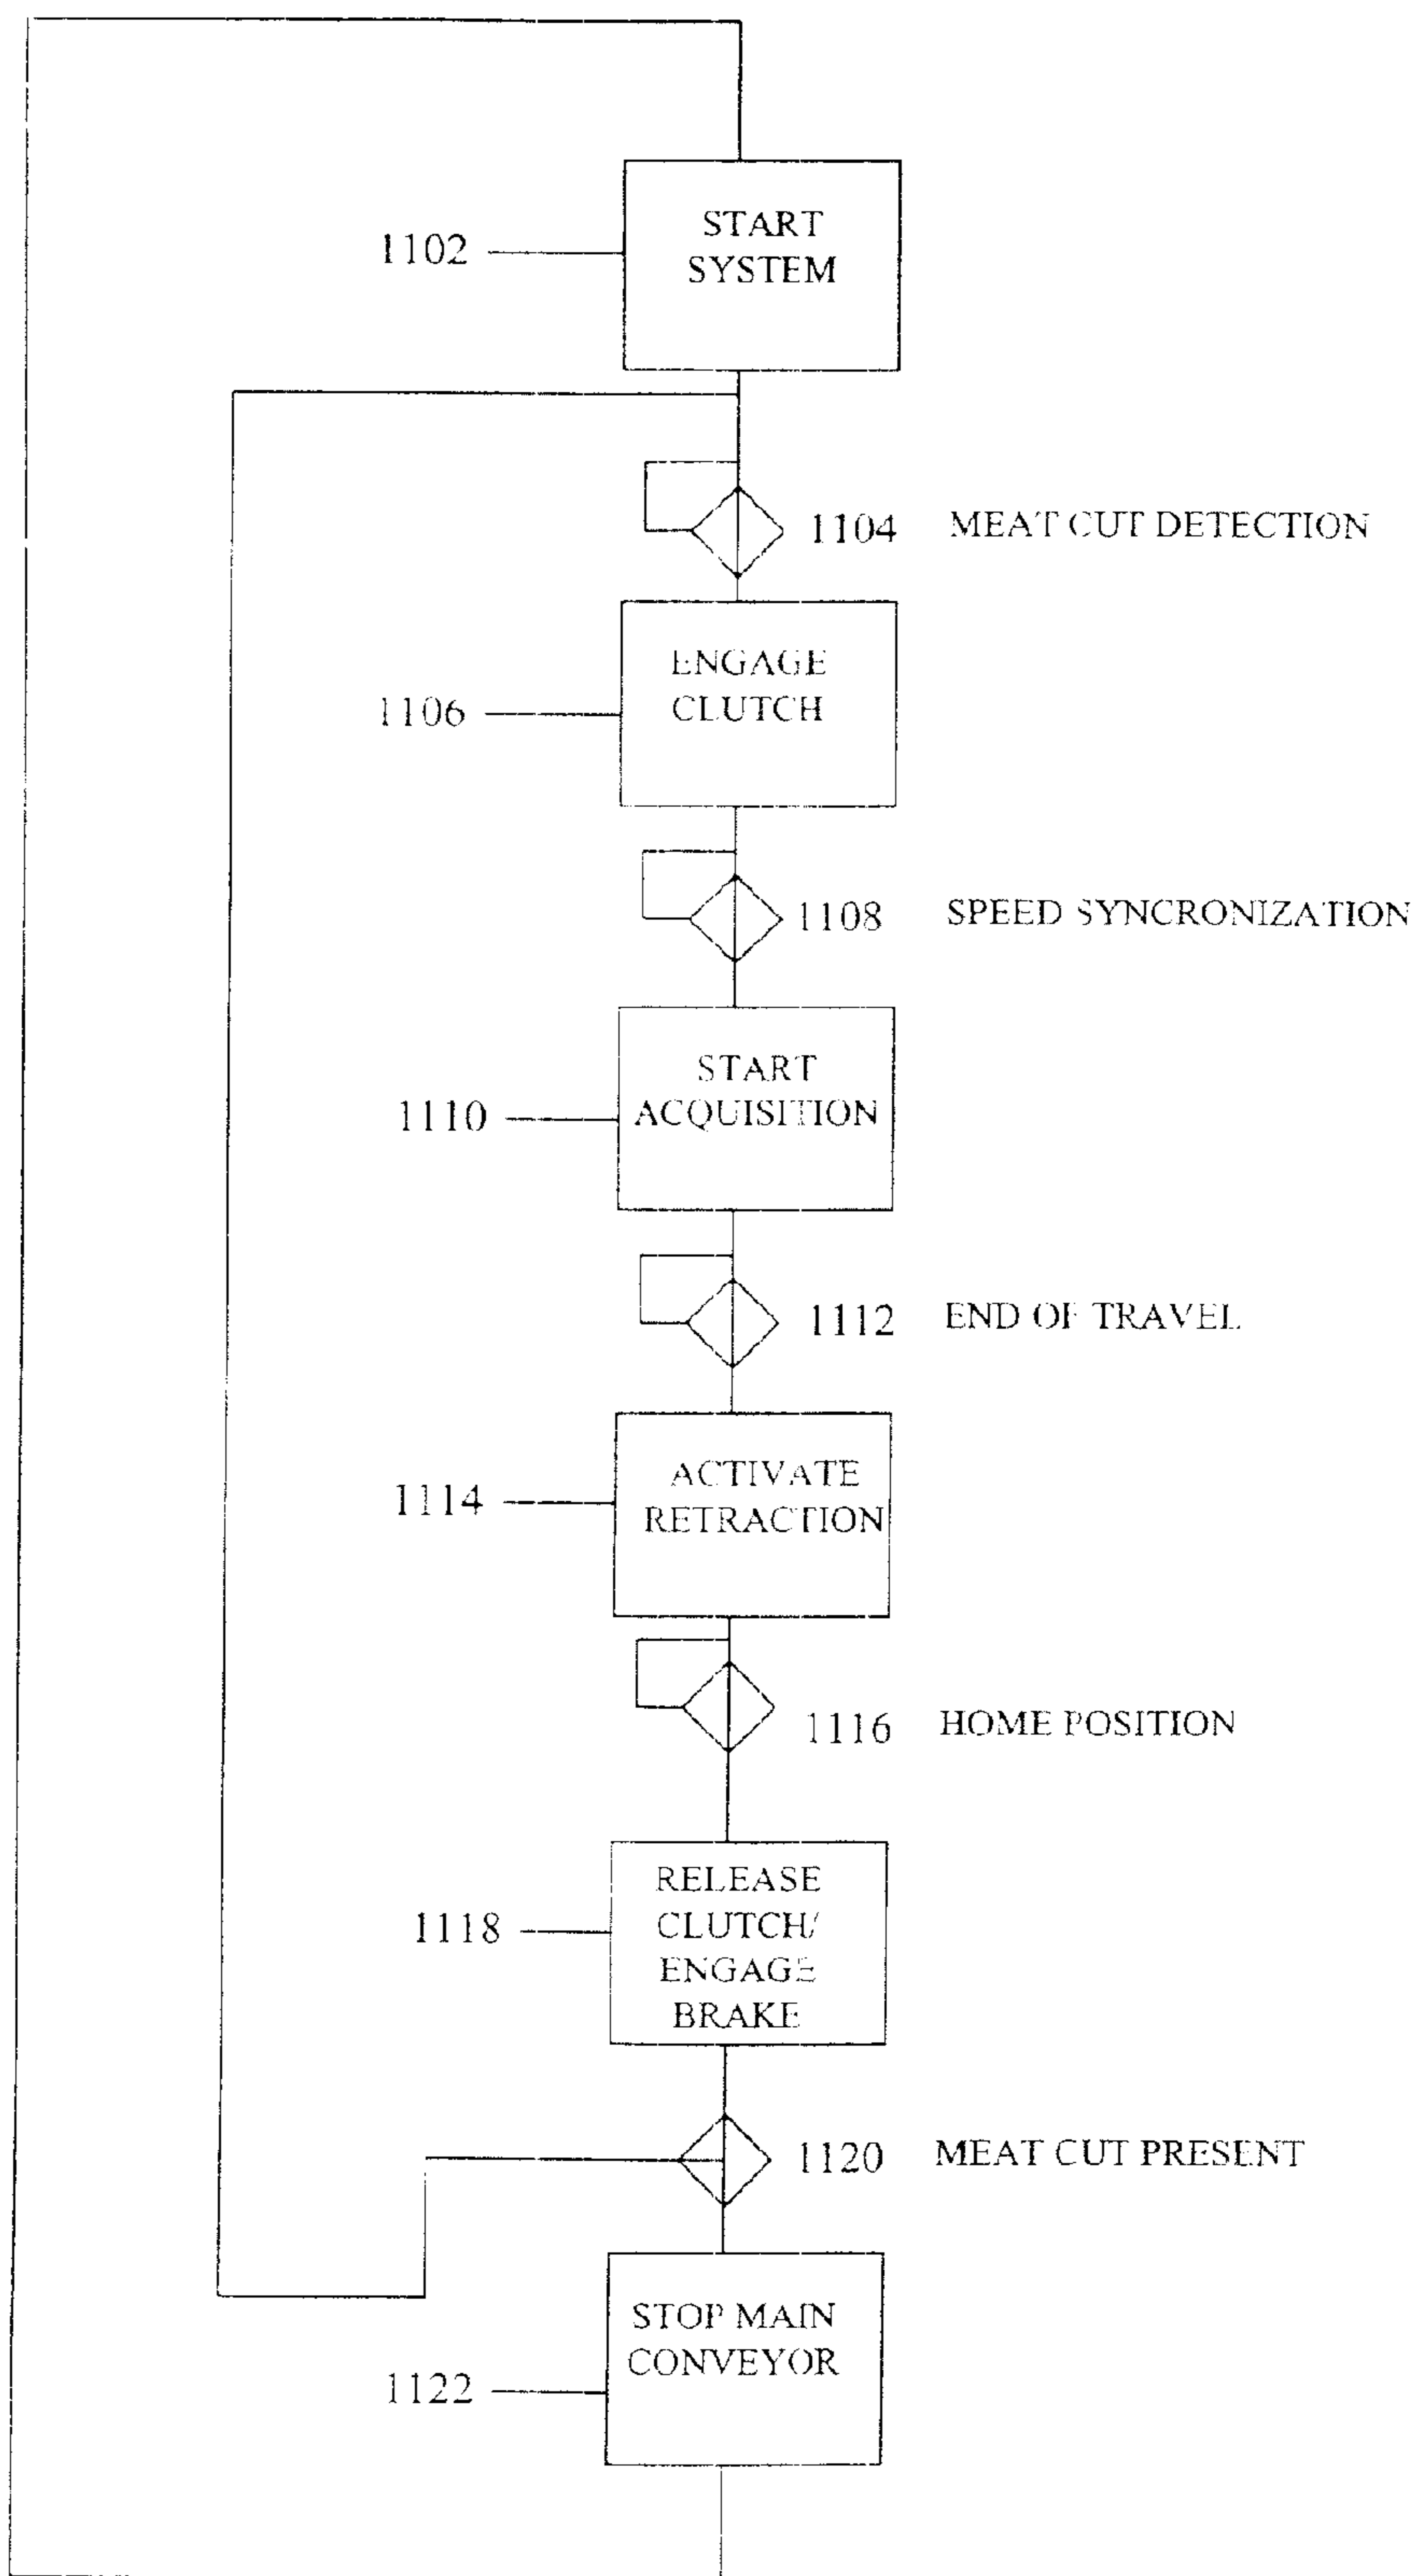 START
SYSTEM
1102
1104 MEAT CUT DETECTION
ENGAGE
CLUTCH
1106
1108 SPEED SYNCRONIZATION
START
ACQUISITION
1110
1112 END OF TRAVEL
ACTIVATE
RETRACTION
1114
1116 HOME POSITION
RELEASE
CLUTCH/
ENGAGE
BRAKE
1118
1120 MEAT CUT PRESENT
STOP MAIN
CONVEYOR
1122